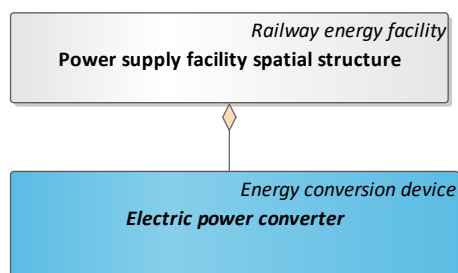 Railway energy facility
Power supply facility spatial structure
Energy conversion device
Electric power converter